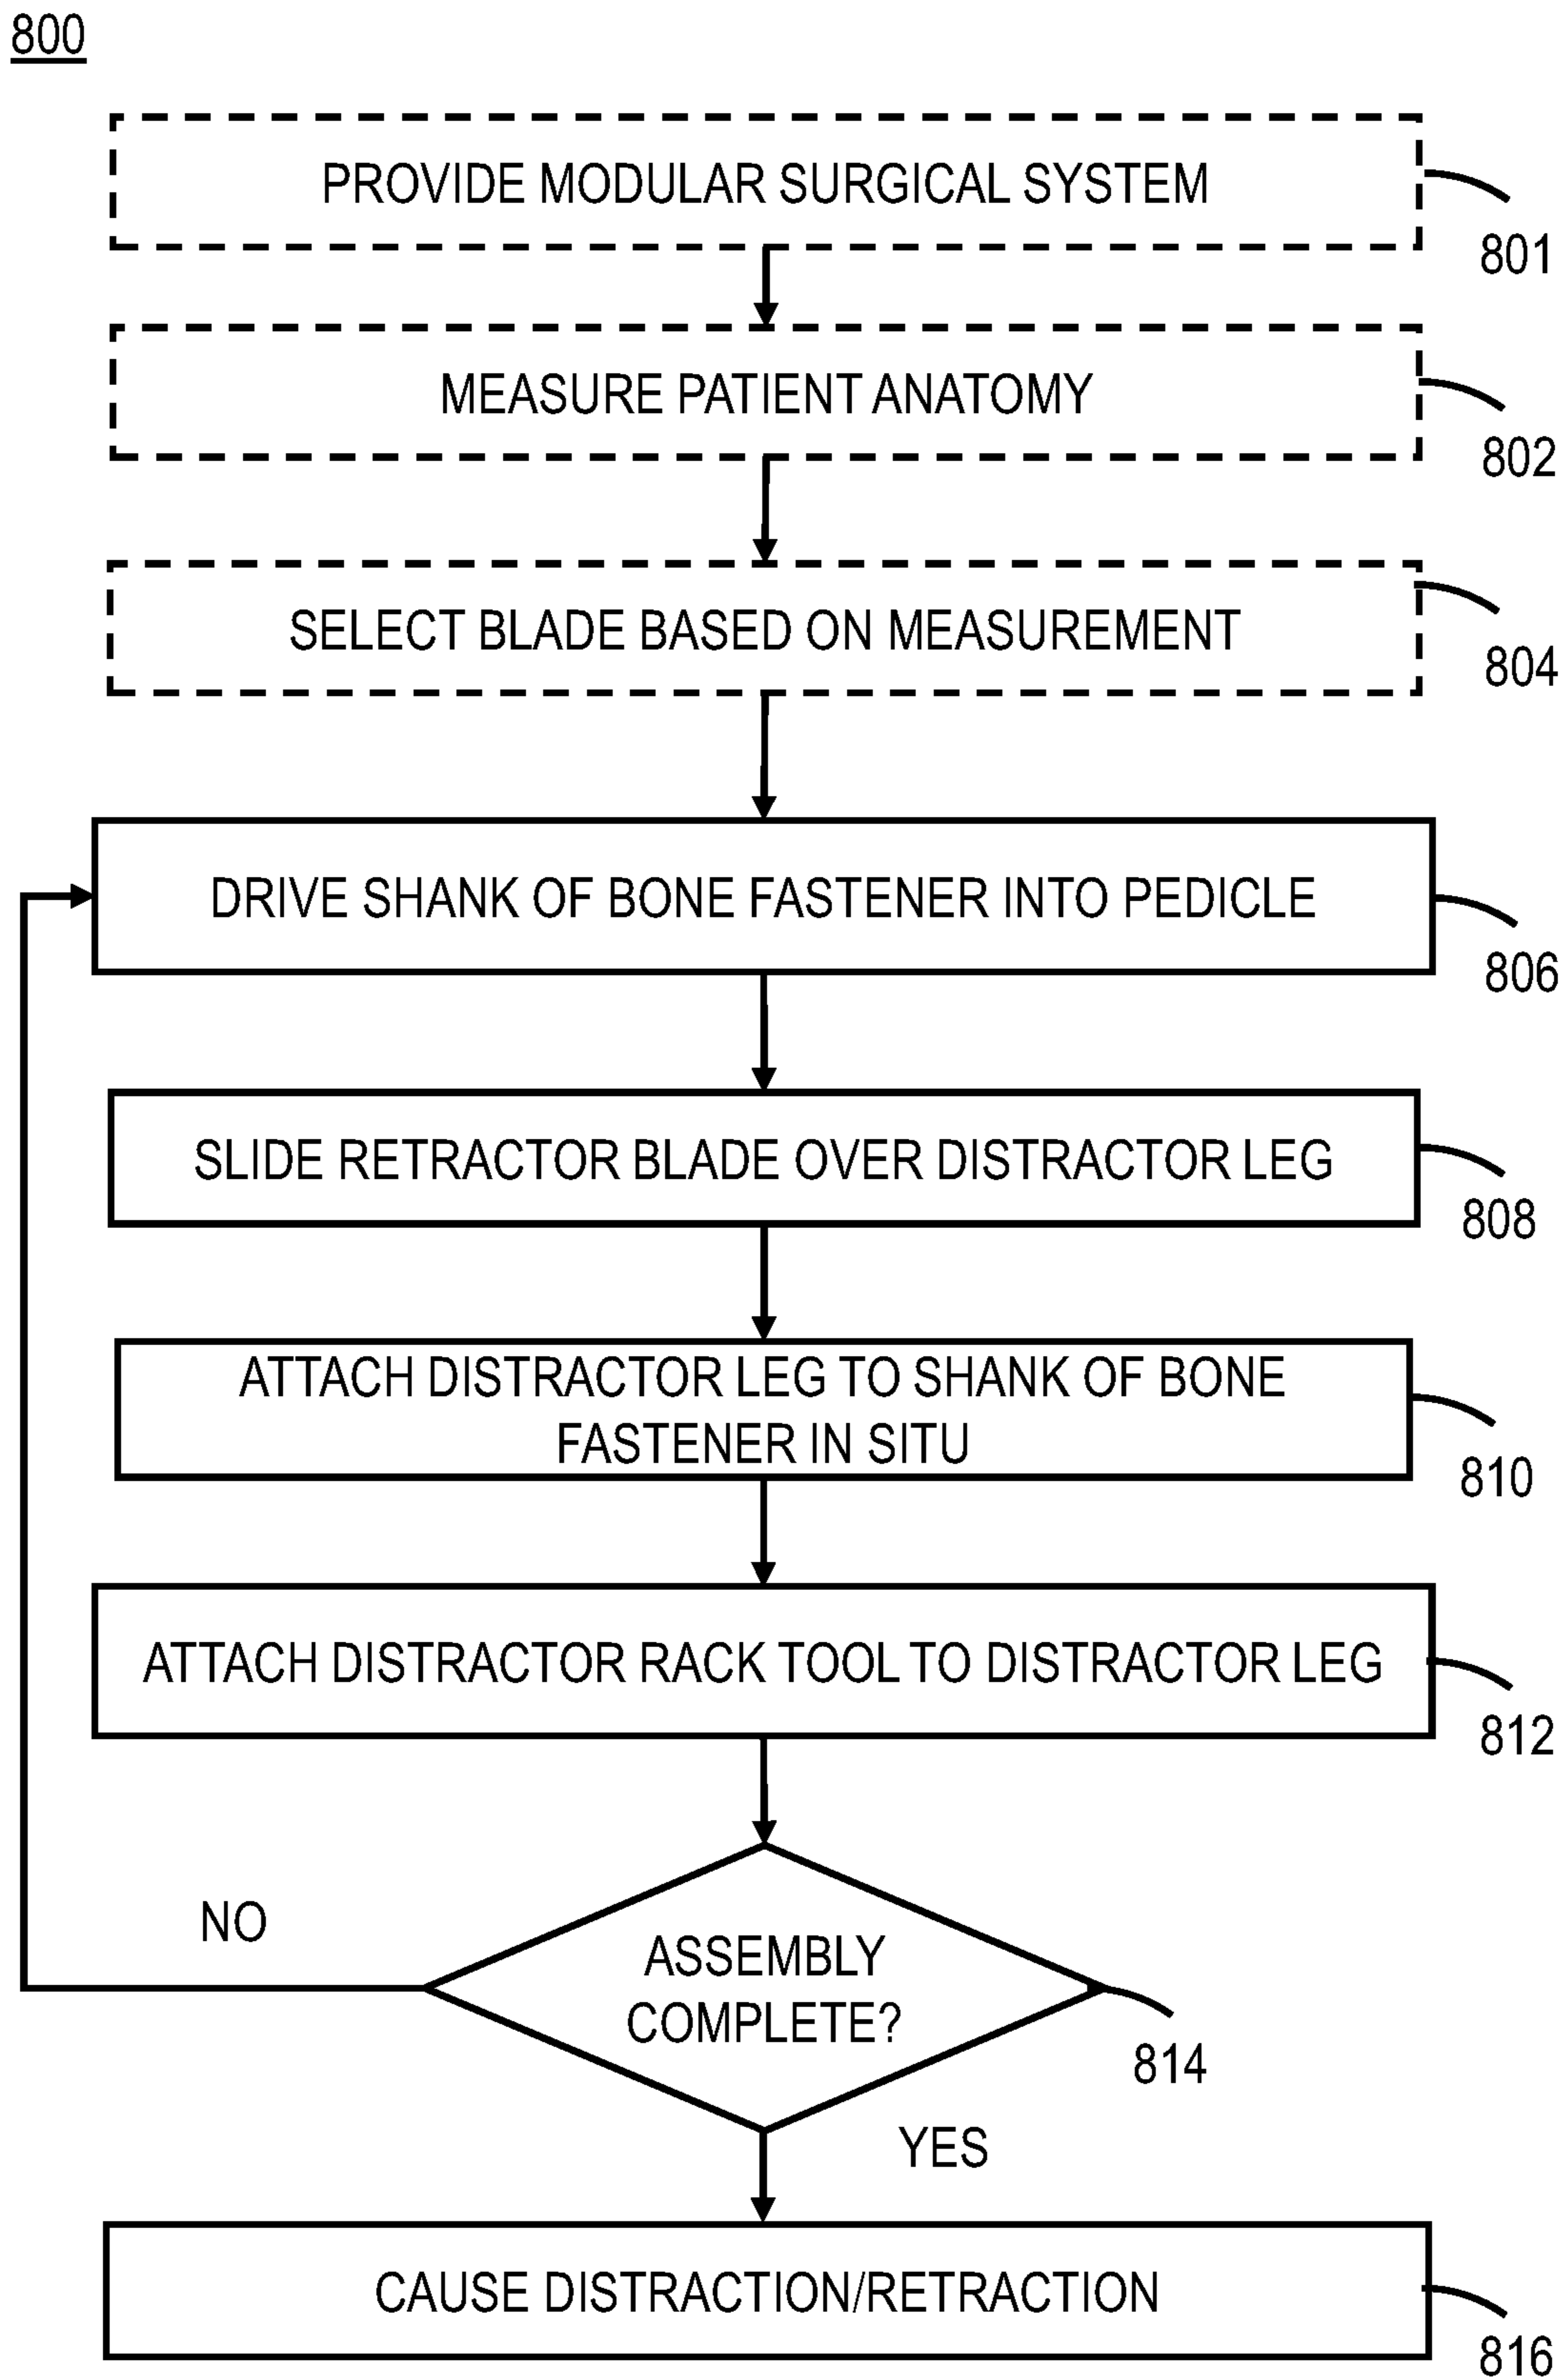 800
PROVIDE MODULAR SURGICAL SYSTEM
801
MEASURE PATIENT ANATOMY
802
SELECT BLADE BASED ON MEASUREMENT
804
DRIVE SHANK OF BONE FASTENER INTO PEDICLE
806
SLIDE RETRACTOR BLADE OVER DISTRACTOR LEG
808
ATTACH DISTRACTOR LEG TO SHANK OF BONE
FASTENER IN SITU
810
ATTACH DISTRACTOR RACK TOOL TO DISTRACTOR LEG
812
NO
ASSEMBLY
COMPLETE?
814
YES
CAUSE DISTRACTION/RETRACTION
816